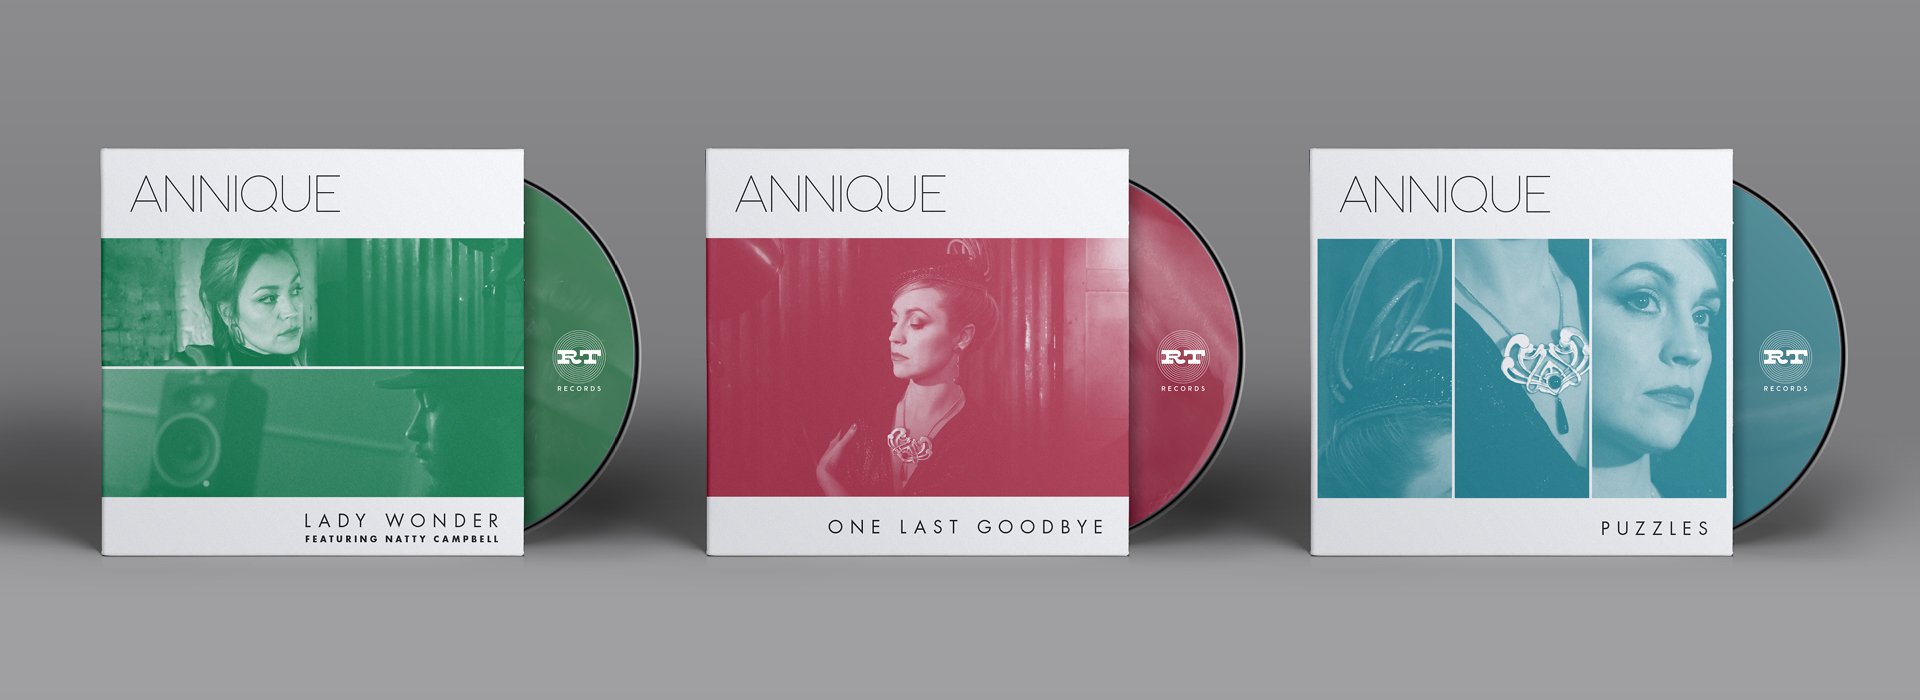 ANNIQUE
LADY WONDER
FEATURING NATTY CAMPBELL
RT
RECORDS
ANNIQUE
ONE LAST GOODBYE
RT
RECORDS
ANNIQUE
PUZZLES
RT
RECORDS